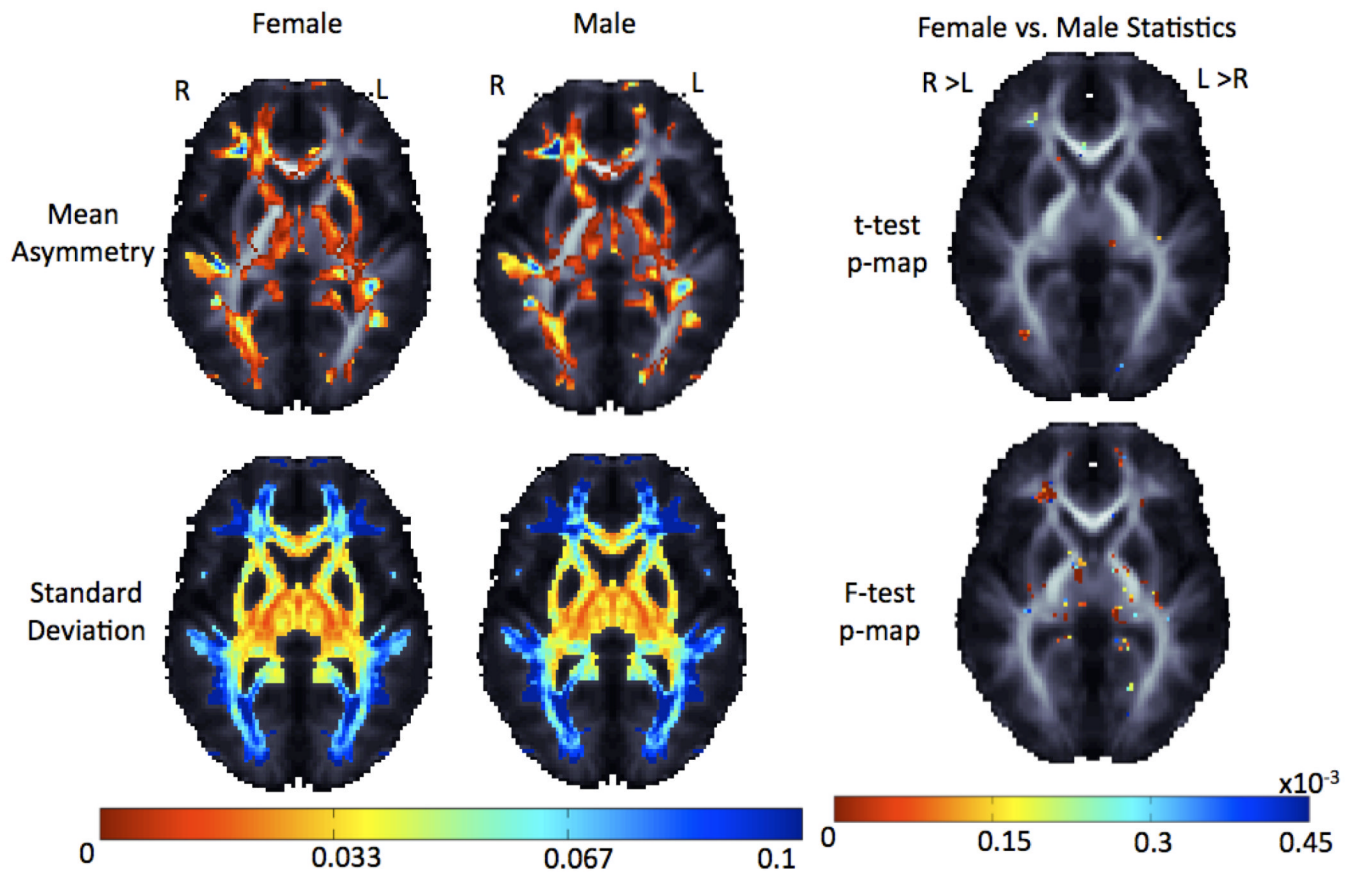 Female
Male
Female vs. Male Statistics
R
L
R
L
R >L
L >R
Mean
Asymmetry
t-test
p-map
Standard
Deviation
F-test
p-map
x10-3
0
0.033
0.067
0.1
0
0.15
0.3
0.45